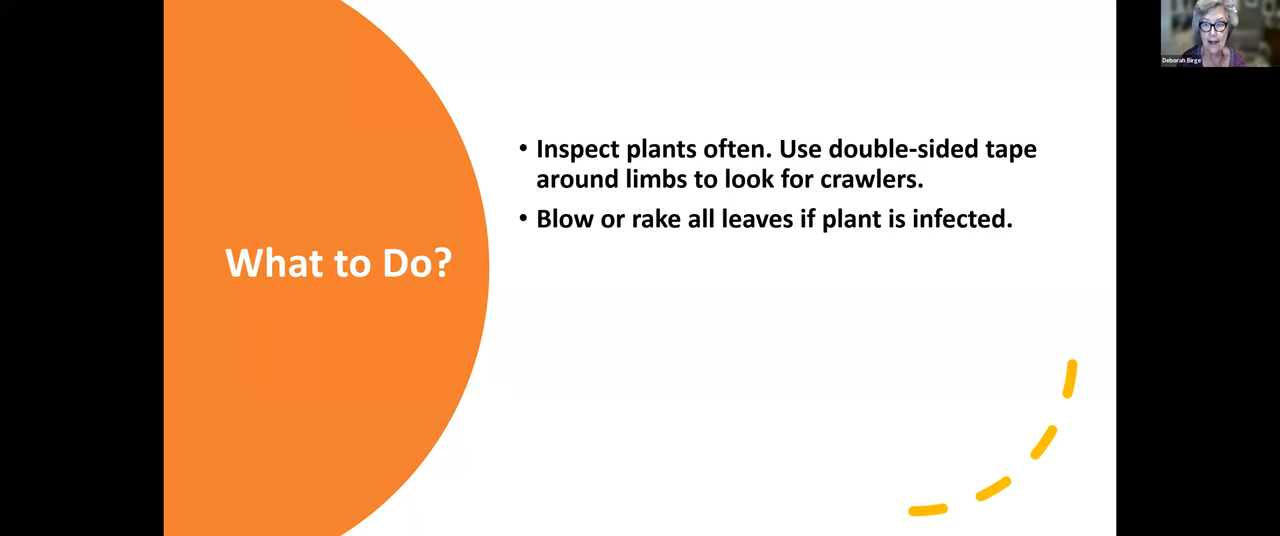 Deborah Birge
What to Do?
• Inspect plants often. Use double-sided tape
around limbs to look for crawlers.
• Blow or rake all leaves if plant is infected.